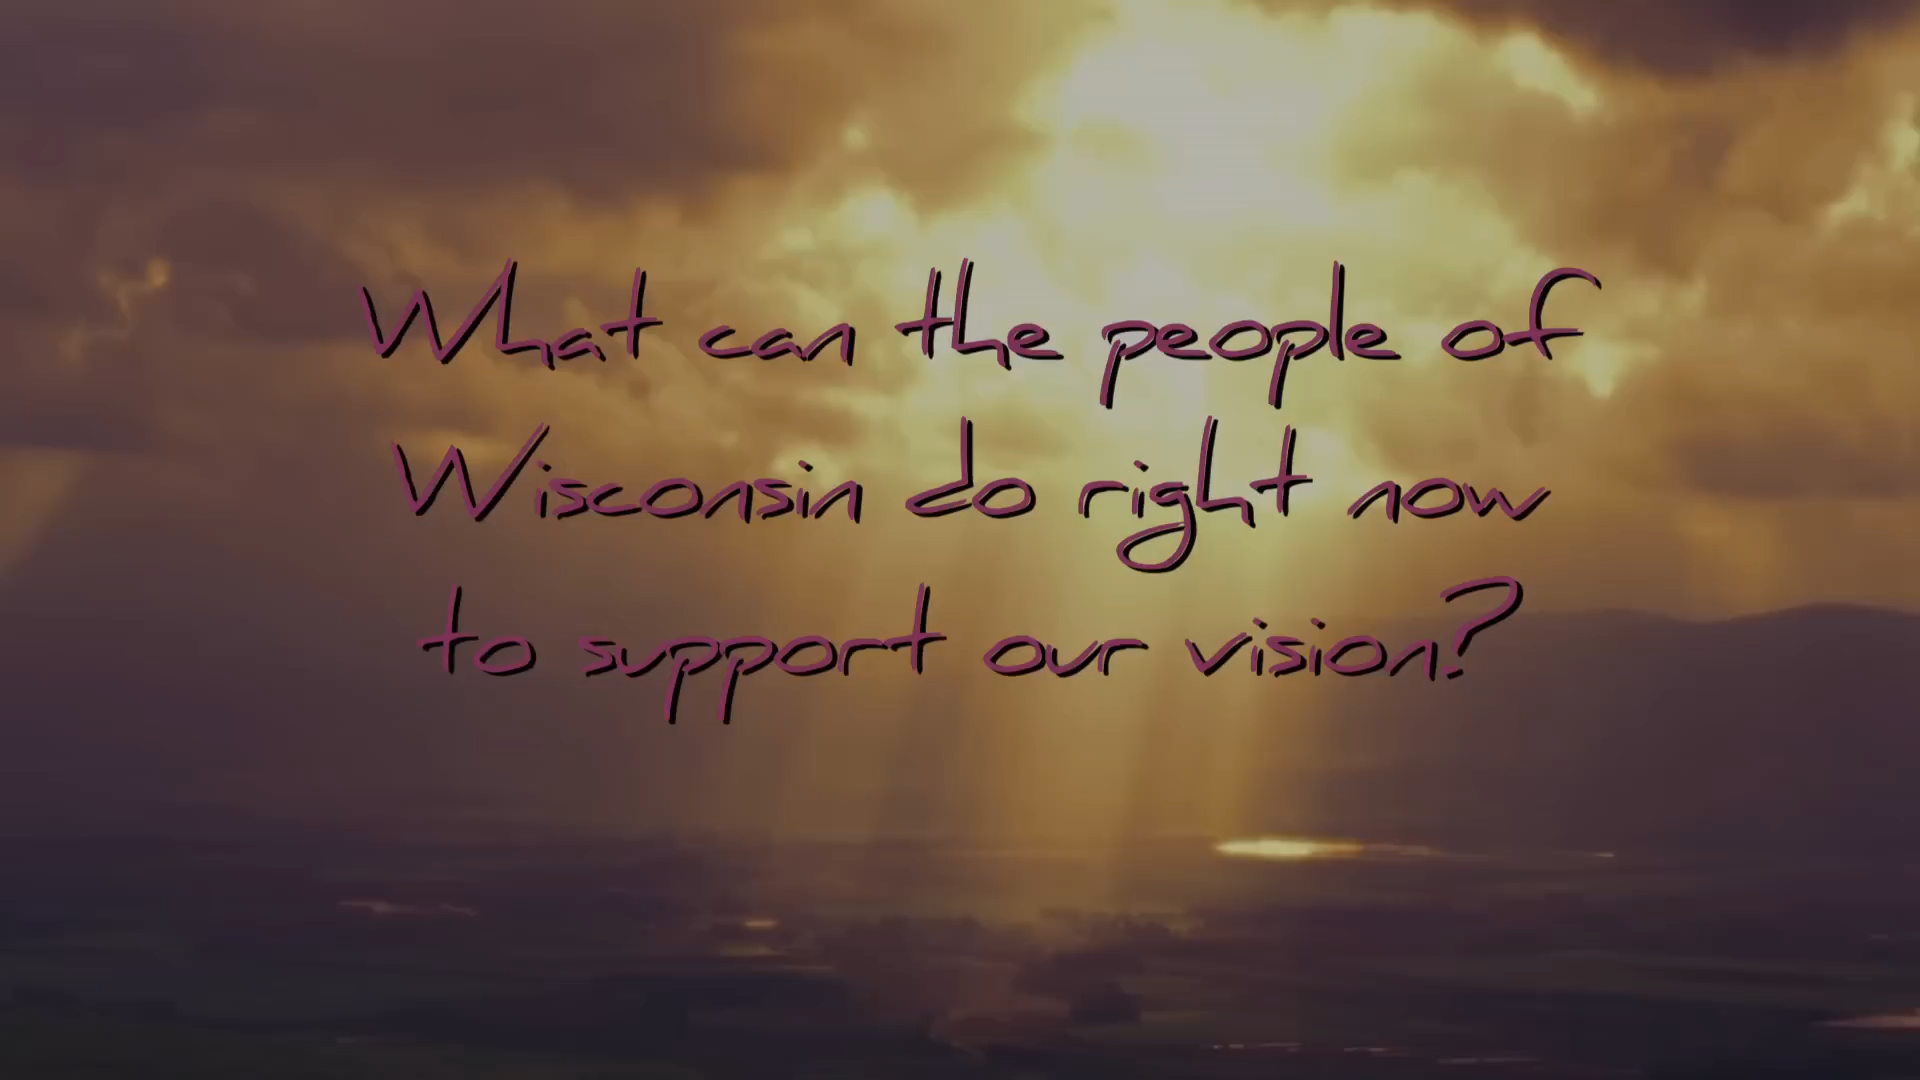 What can the people of
Wisconsin do right now
to support our vision?